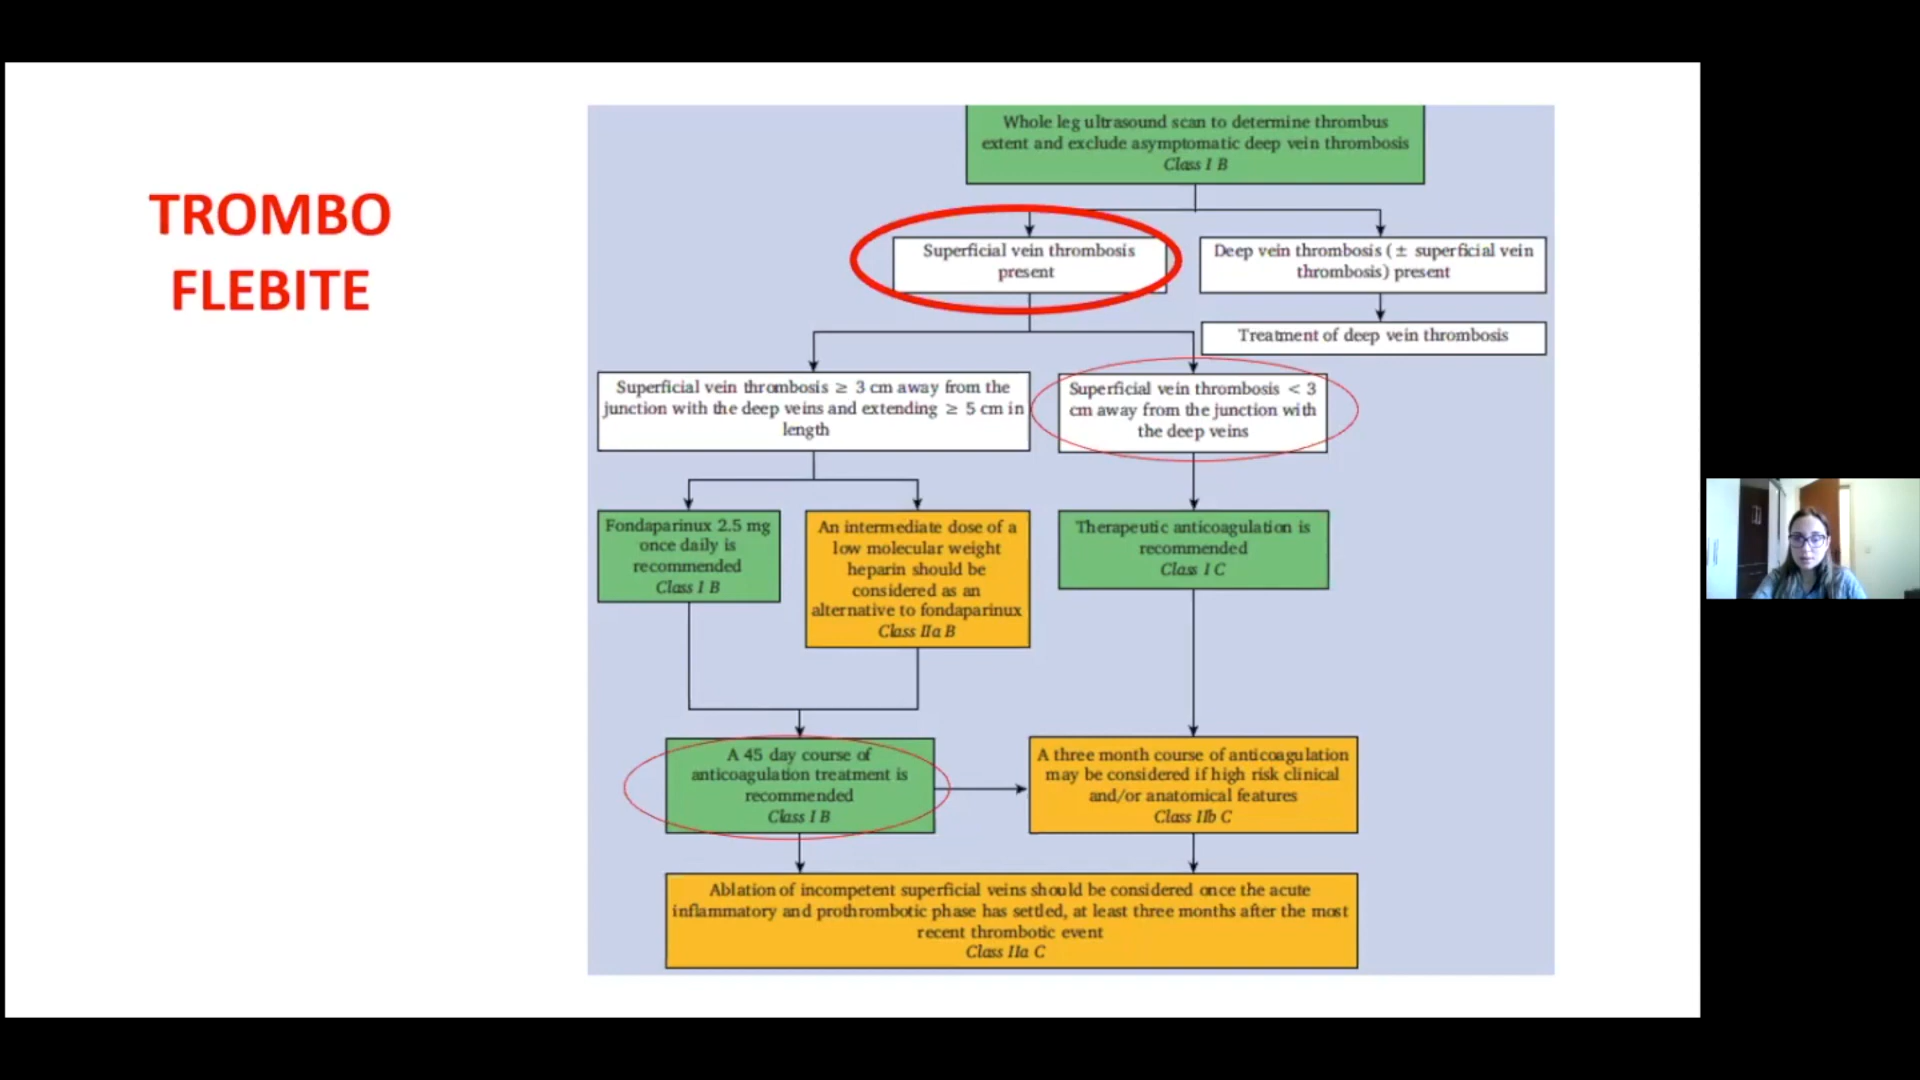 TROMBO
FLEBITE
Whole leg ultrasound scan to determine thrombus
extent and exclude asymptomatic deep vein thrombosis
Class I B
Superficial vein thrombosis
present
Deep vein thrombosis (± superficial vein
thrombosis) present
Treatment of deep vein thrombosis
Superficial vein thrombosis ≥ 3 cm away from the
junction with the deep veins and extending ≥ 5 cm in
length
Superficial vein thrombosis < 3
cm away from the junction with
the deep veins
Fondaparinux 2.5 mg
once daily is
recommended
Class I B
An intermediate dose of a
low molecular weight
heparin should be
considered as an
alternative to fondaparinux
Class IIa B
Therapeutic anticoagulation is
recommended
Class I C
A 45 day course of
anticoagulation treatment is
recommended
Class I B
A three month course of anticoagulation
may be considered if high risk clinical
and/or anatomical features
Class IIb C
Ablation of incompetent superficial veins should be considered once the acute
inflammatory and prothrombotic phase has settled, at least three months after the most
recent thrombotic event
Class IIa C